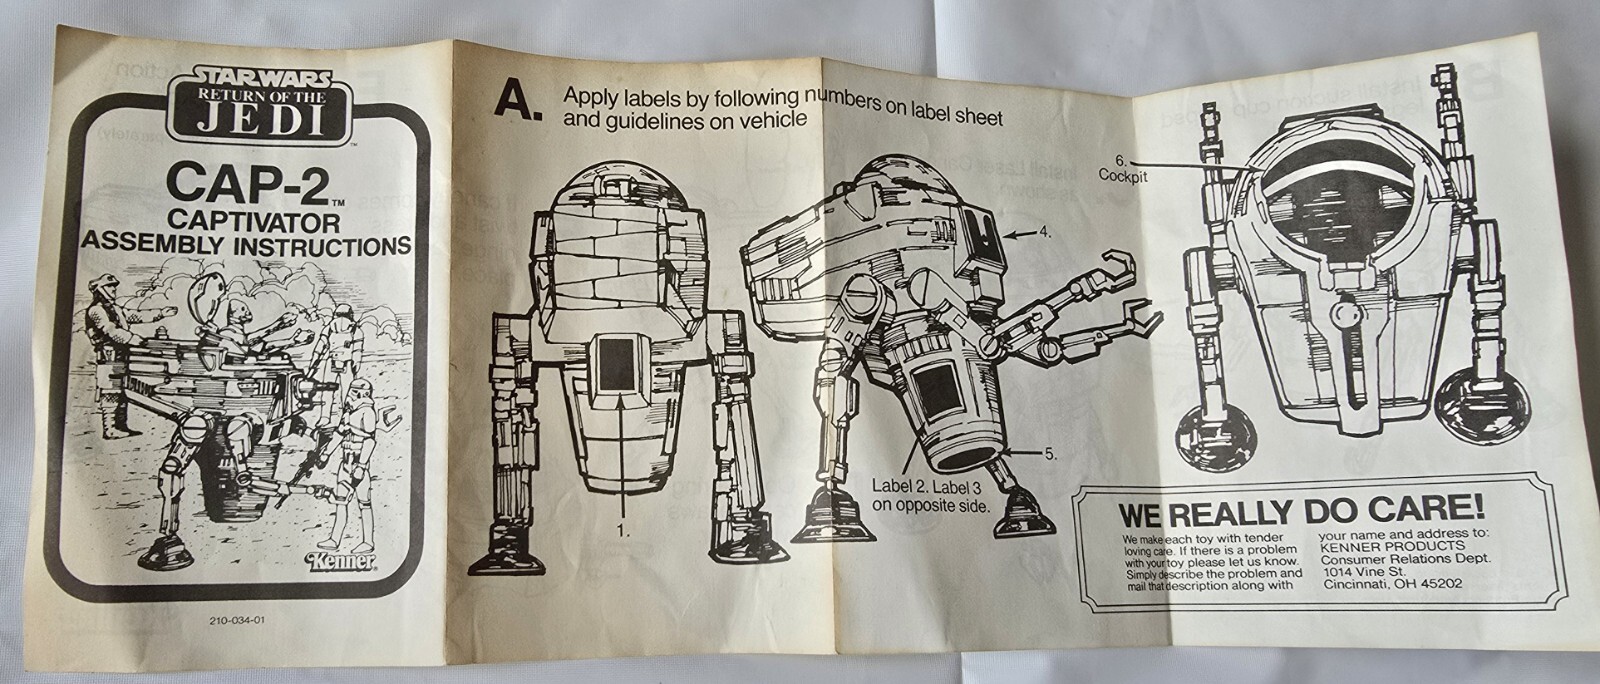 STAR WARS
RETURN OF THE
JEDI
CAP-2™
CAPTIVATOR
ASSEMBLY INSTRUCTIONS
Kenner
210-034-01
A. Apply labels by following numbers on label sheet
and guidelines on vehicle
1.
4.
5.
Label 2. Label 3
on opposite side.
6.
Cockpit
WE REALLY DO CARE!
We make each toy with tender
loving care. If there is a problem
with your toy please let us know.
Simply describe the problem and
mail that description along with
your name and address to:
KENNER PRODUCTS
Consumer Relations Dept.
1014 Vine St.
Cincinnati, OH 45202